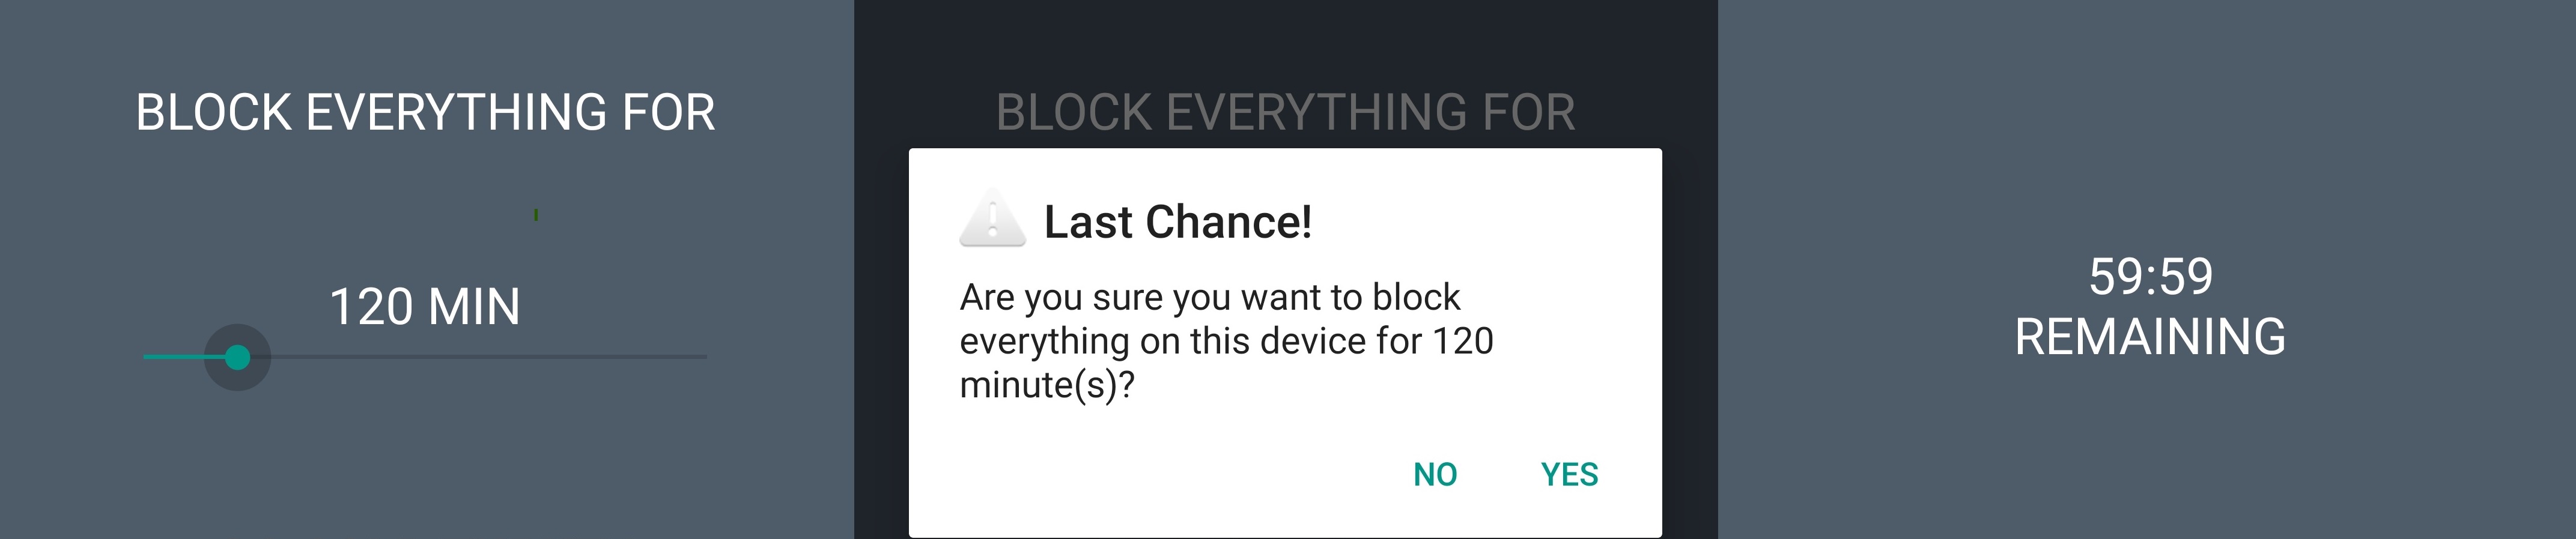 BLOCK EVERYTHING FOR
120 MIN
BLOCK EVERYTHING FOR
Last Chance!
Are you sure you want to block
everything on this device for 120
minute(s)?
NO YES
59:59
REMAINING